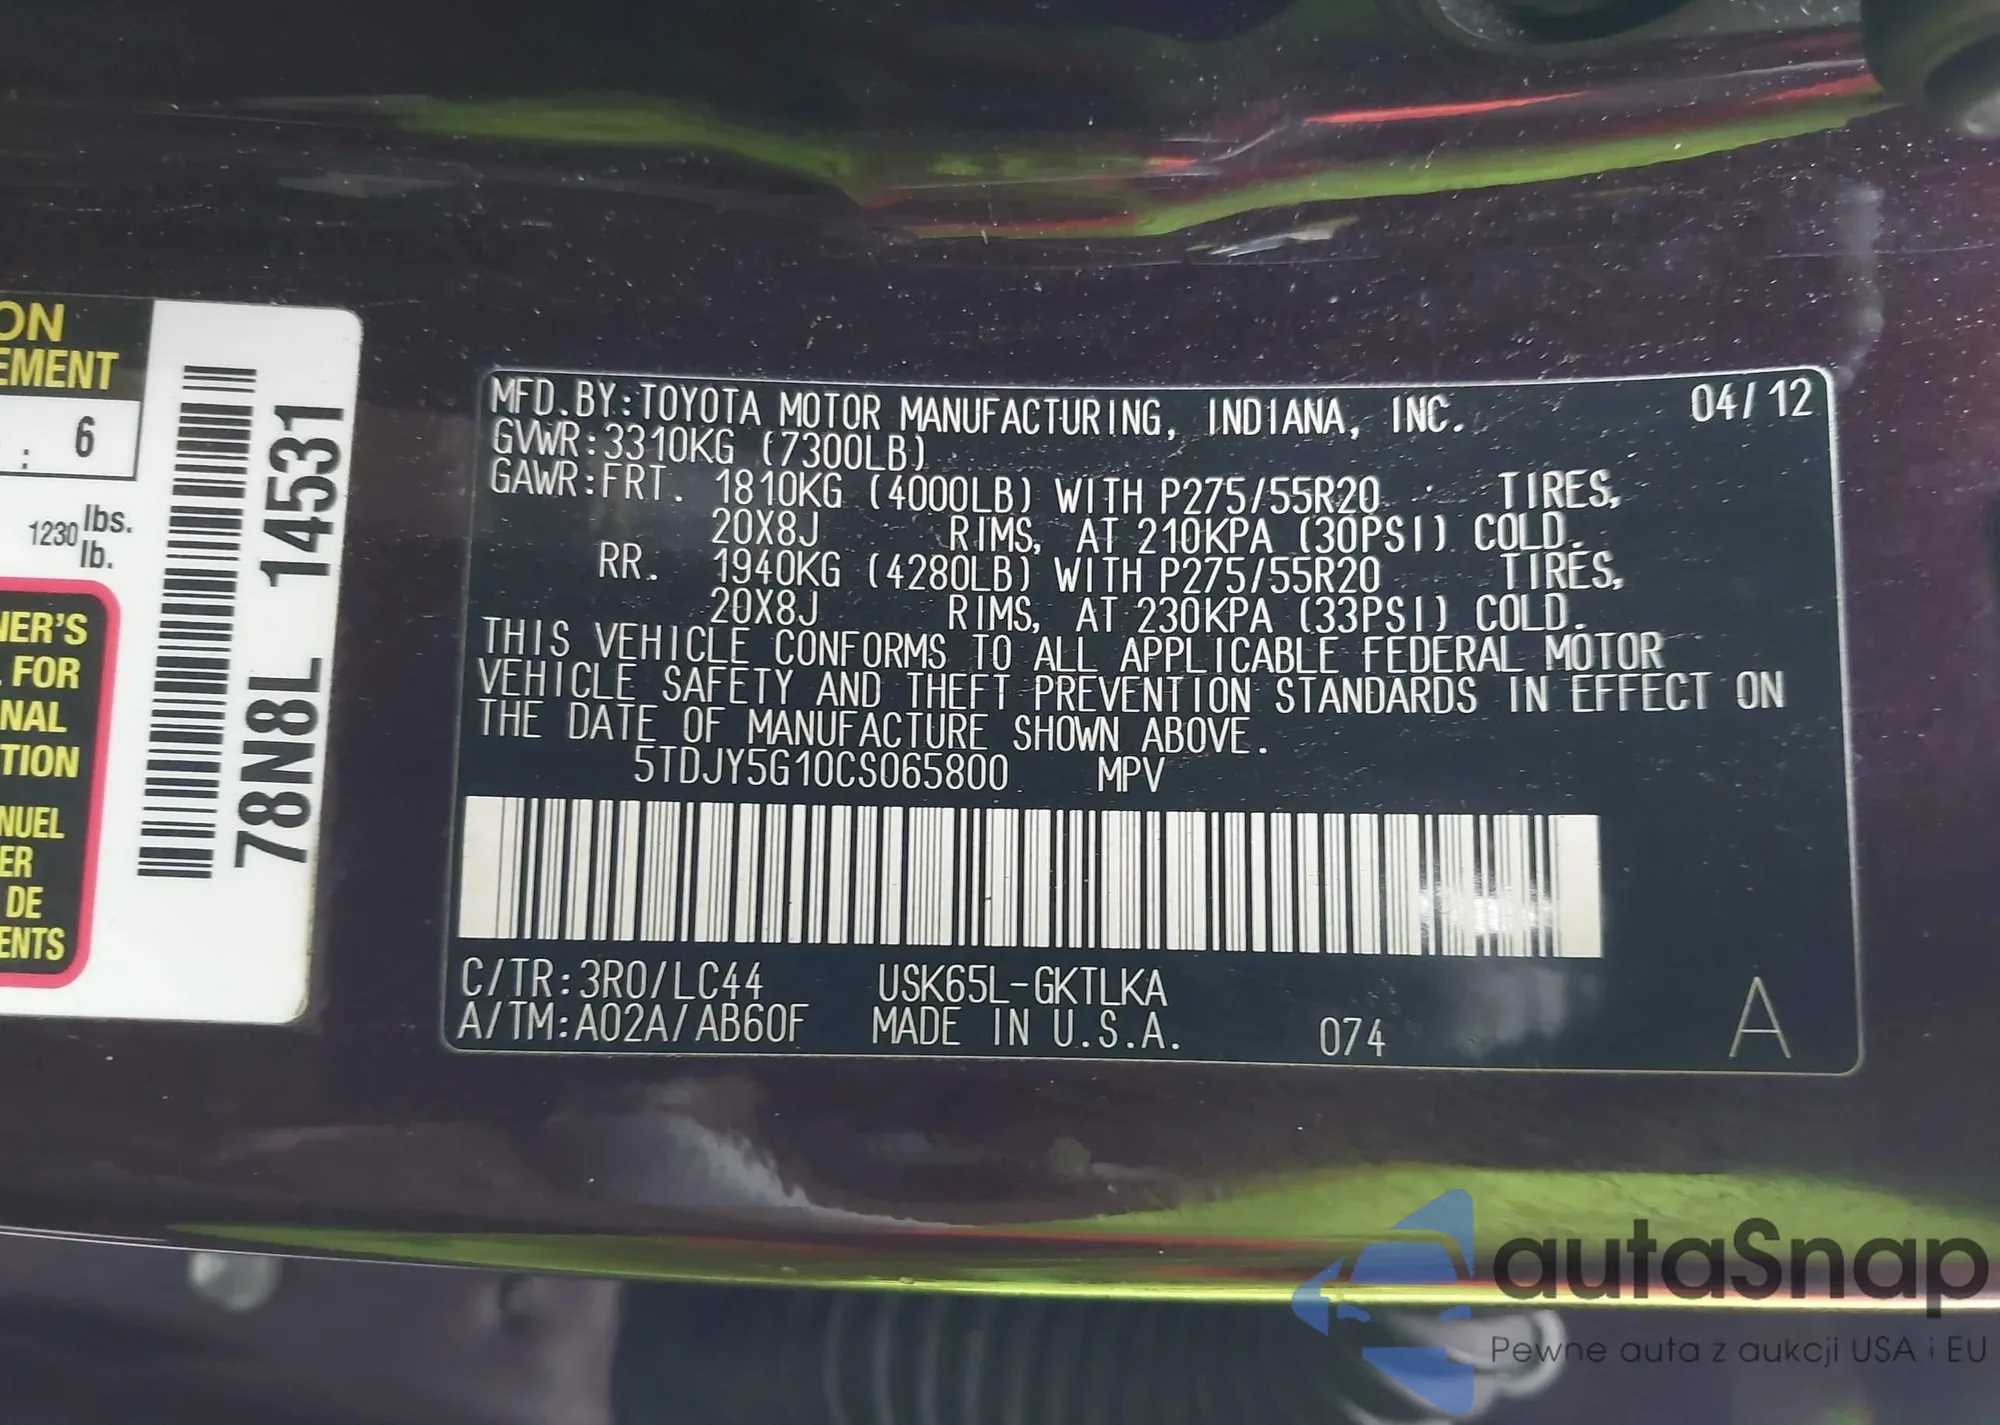 ON
EMENT
: 6
1230 lbs.
lb.
NER'S
FOR
NAL
TION
NUEL
ER
DE
ENTS
78N8L 14531
MFD.BY:TOYOTA MOTOR MANUFACTURING, INDIANA, INC. 04/12
GVWR:3310KG (7300LB)
GAWR:FRT. 1810KG (4000LB) WITH P275/55R20 TIRES,
20X8J RIMS, AT 210KPA (30PSI) COLD.
RR. 1940KG (4280LB) WITH P275/55R20 TIRES,
20X8J RIMS, AT 230KPA (33PSI) COLD.
THIS VEHICLE CONFORMS TO ALL APPLICABLE FEDERAL MOTOR
VEHICLE SAFETY AND THEFT PREVENTION STANDARDS IN EFFECT ON
THE DATE OF MANUFACTURE SHOWN ABOVE.
5TDJY5G10CS065800 MPV
C/TR:3R0/LC44 USK65L-GKTLKA
A/TM:A02A/AB60F MADE IN U.S.A. 074 A
autaSnap
Pewne auta z aukcji USA i EU